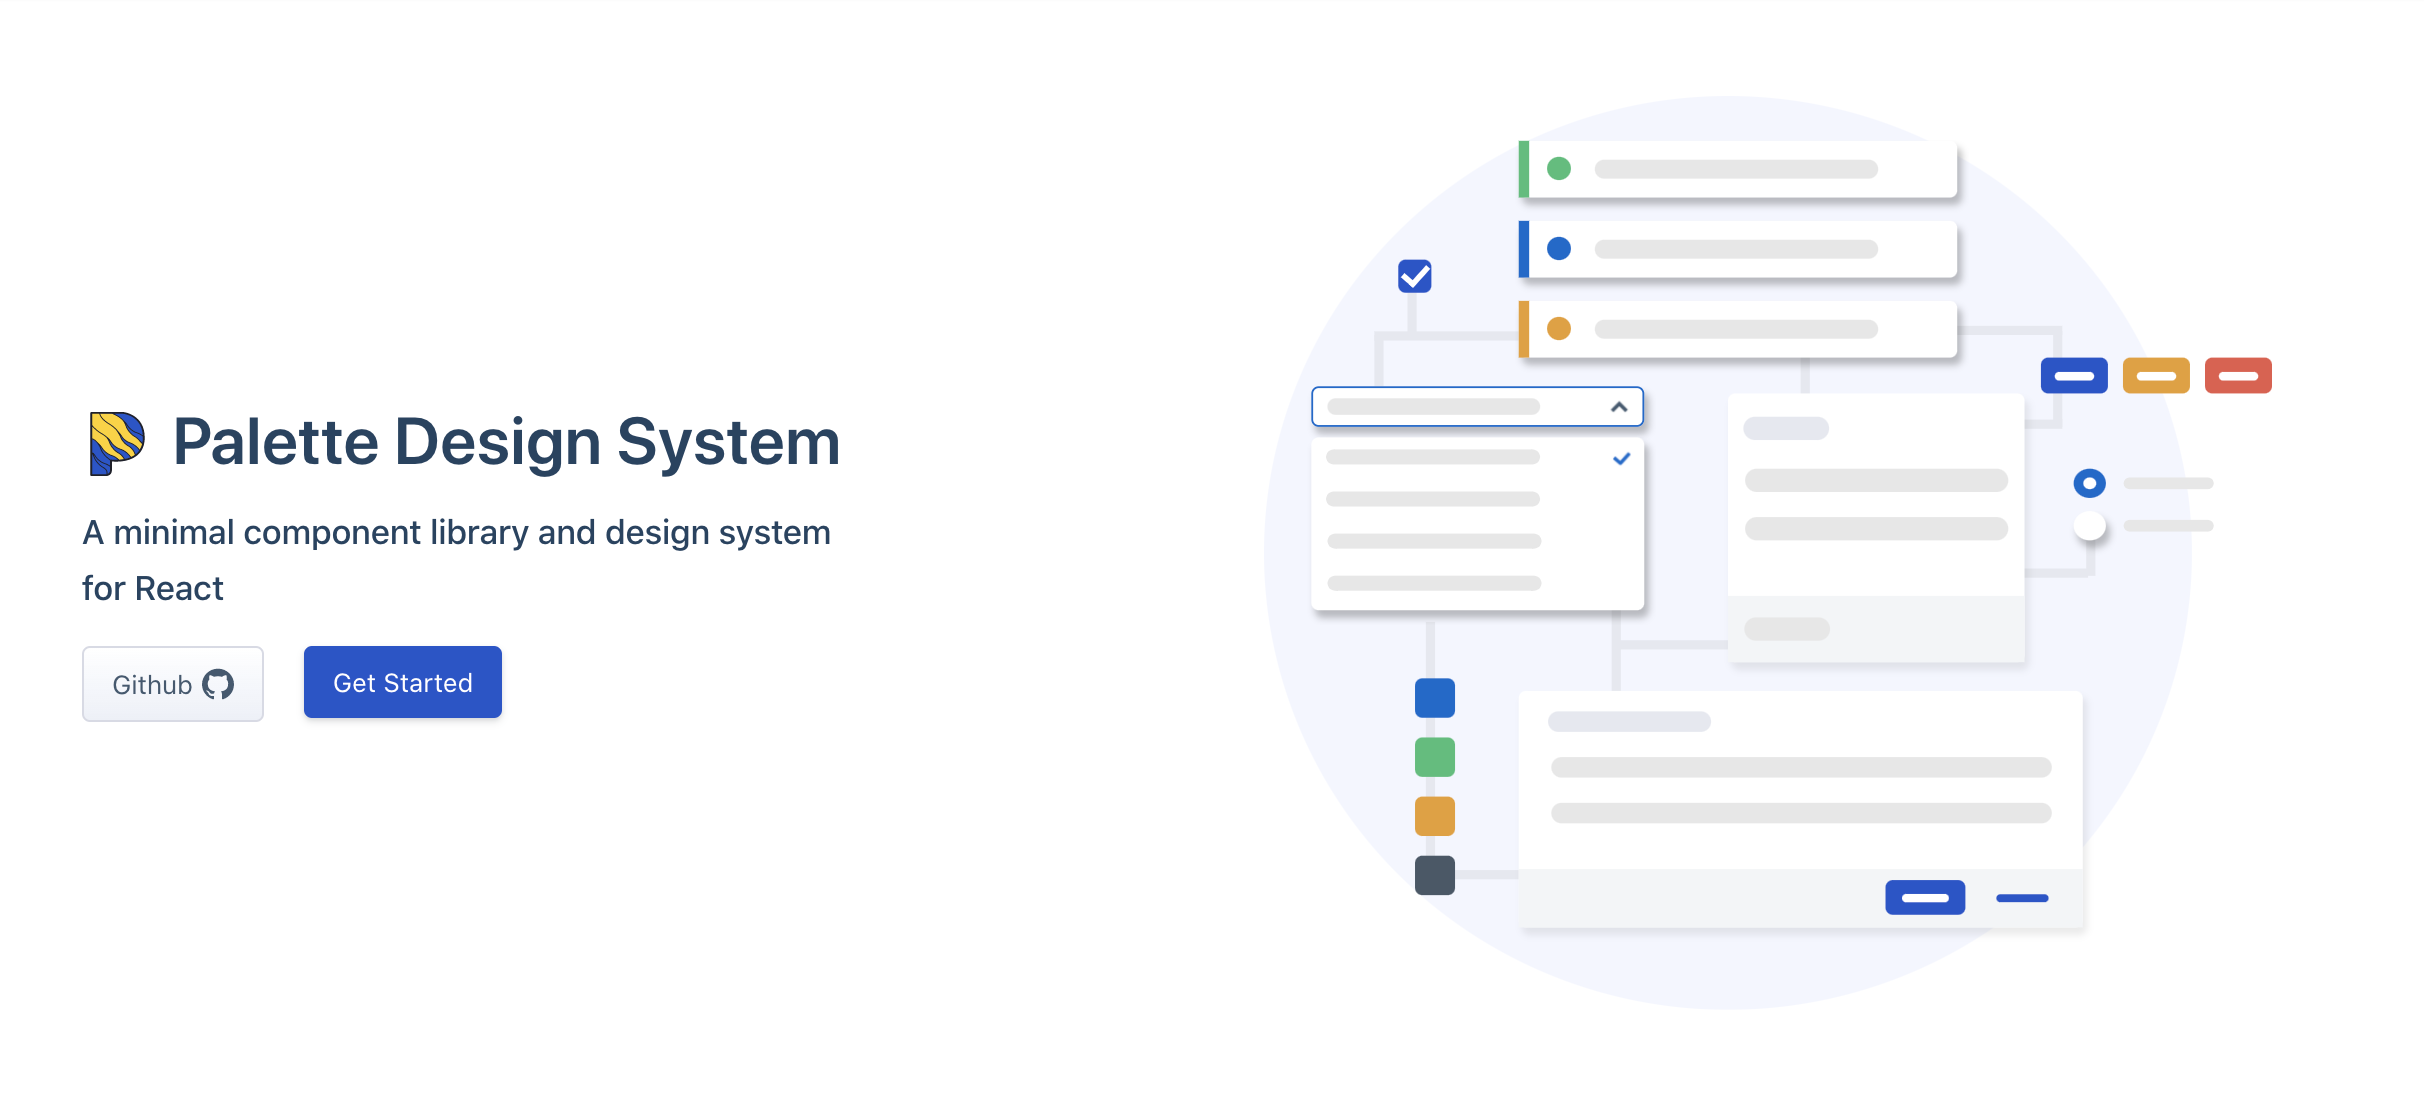 Palette Design System
A minimal component library and design system
for React
Github
Get Started